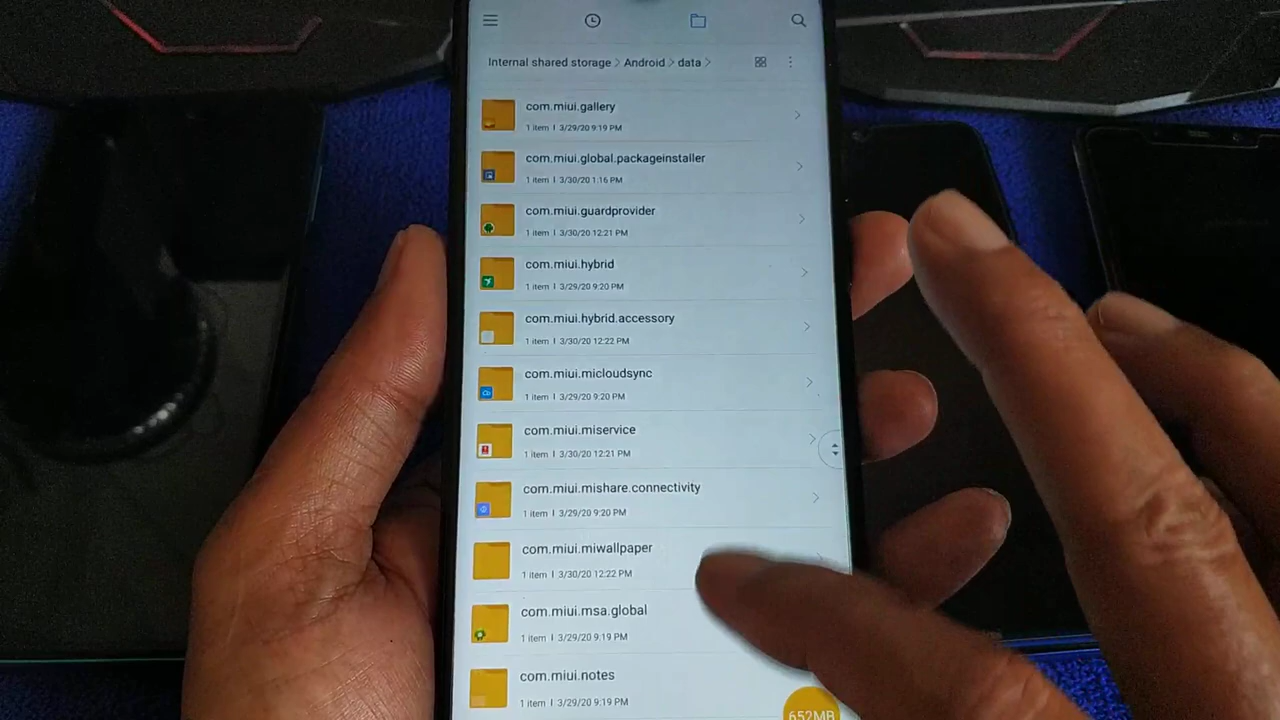 Internal shared storage > Android > data >
com.miui.gallery
1 item | 3/29/20 9:19 PM
com.miui.global.packageinstaller
1 item | 3/30/20 1:16 PM
com.miui.guardprovider
1 item | 3/30/20 12:21 PM
com.miui.hybrid
1 item | 3/29/20 9:20 PM
com.miui.hybrid.accessory
1 item | 3/30/20 12:22 PM
com.miui.micloudsync
1 item | 3/29/20 9:20 PM
com.miui.miservice
1 item | 3/30/20 12:21 PM
com.miui.mishare.connectivity
1 item | 3/29/20 9:20 PM
com.miui.miwallpaper
1 item | 3/30/20 12:22 PM
com.miui.msa.global
1 item | 3/29/20 9:19 PM
com.miui.notes
1 item | 3/29/20 9:19 PM
652MB